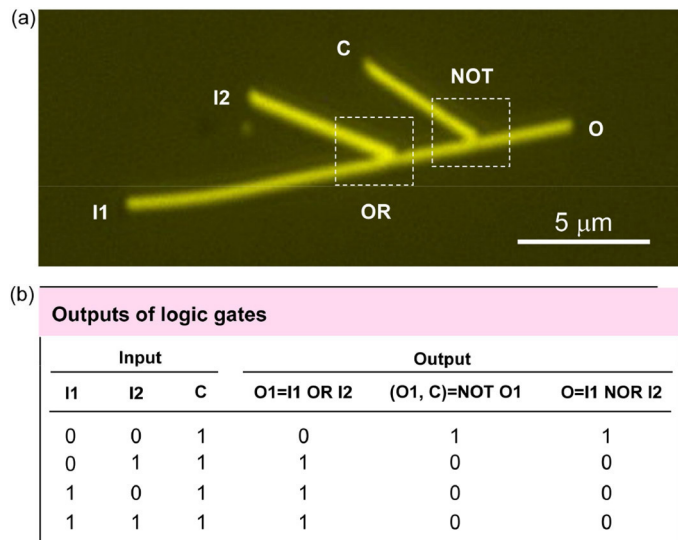 (a)
C
NOT
I2
O
I1
OR
5 μm
(b)
Outputs of logic gates
Input Output
I1 I2 C O1=I1 OR I2 (O1, C)=NOT O1 O=I1 NOR I2
0 0 1 0 1 1
0 1 1 1 0 0
1 0 1 1 0 0
1 1 1 1 0 0